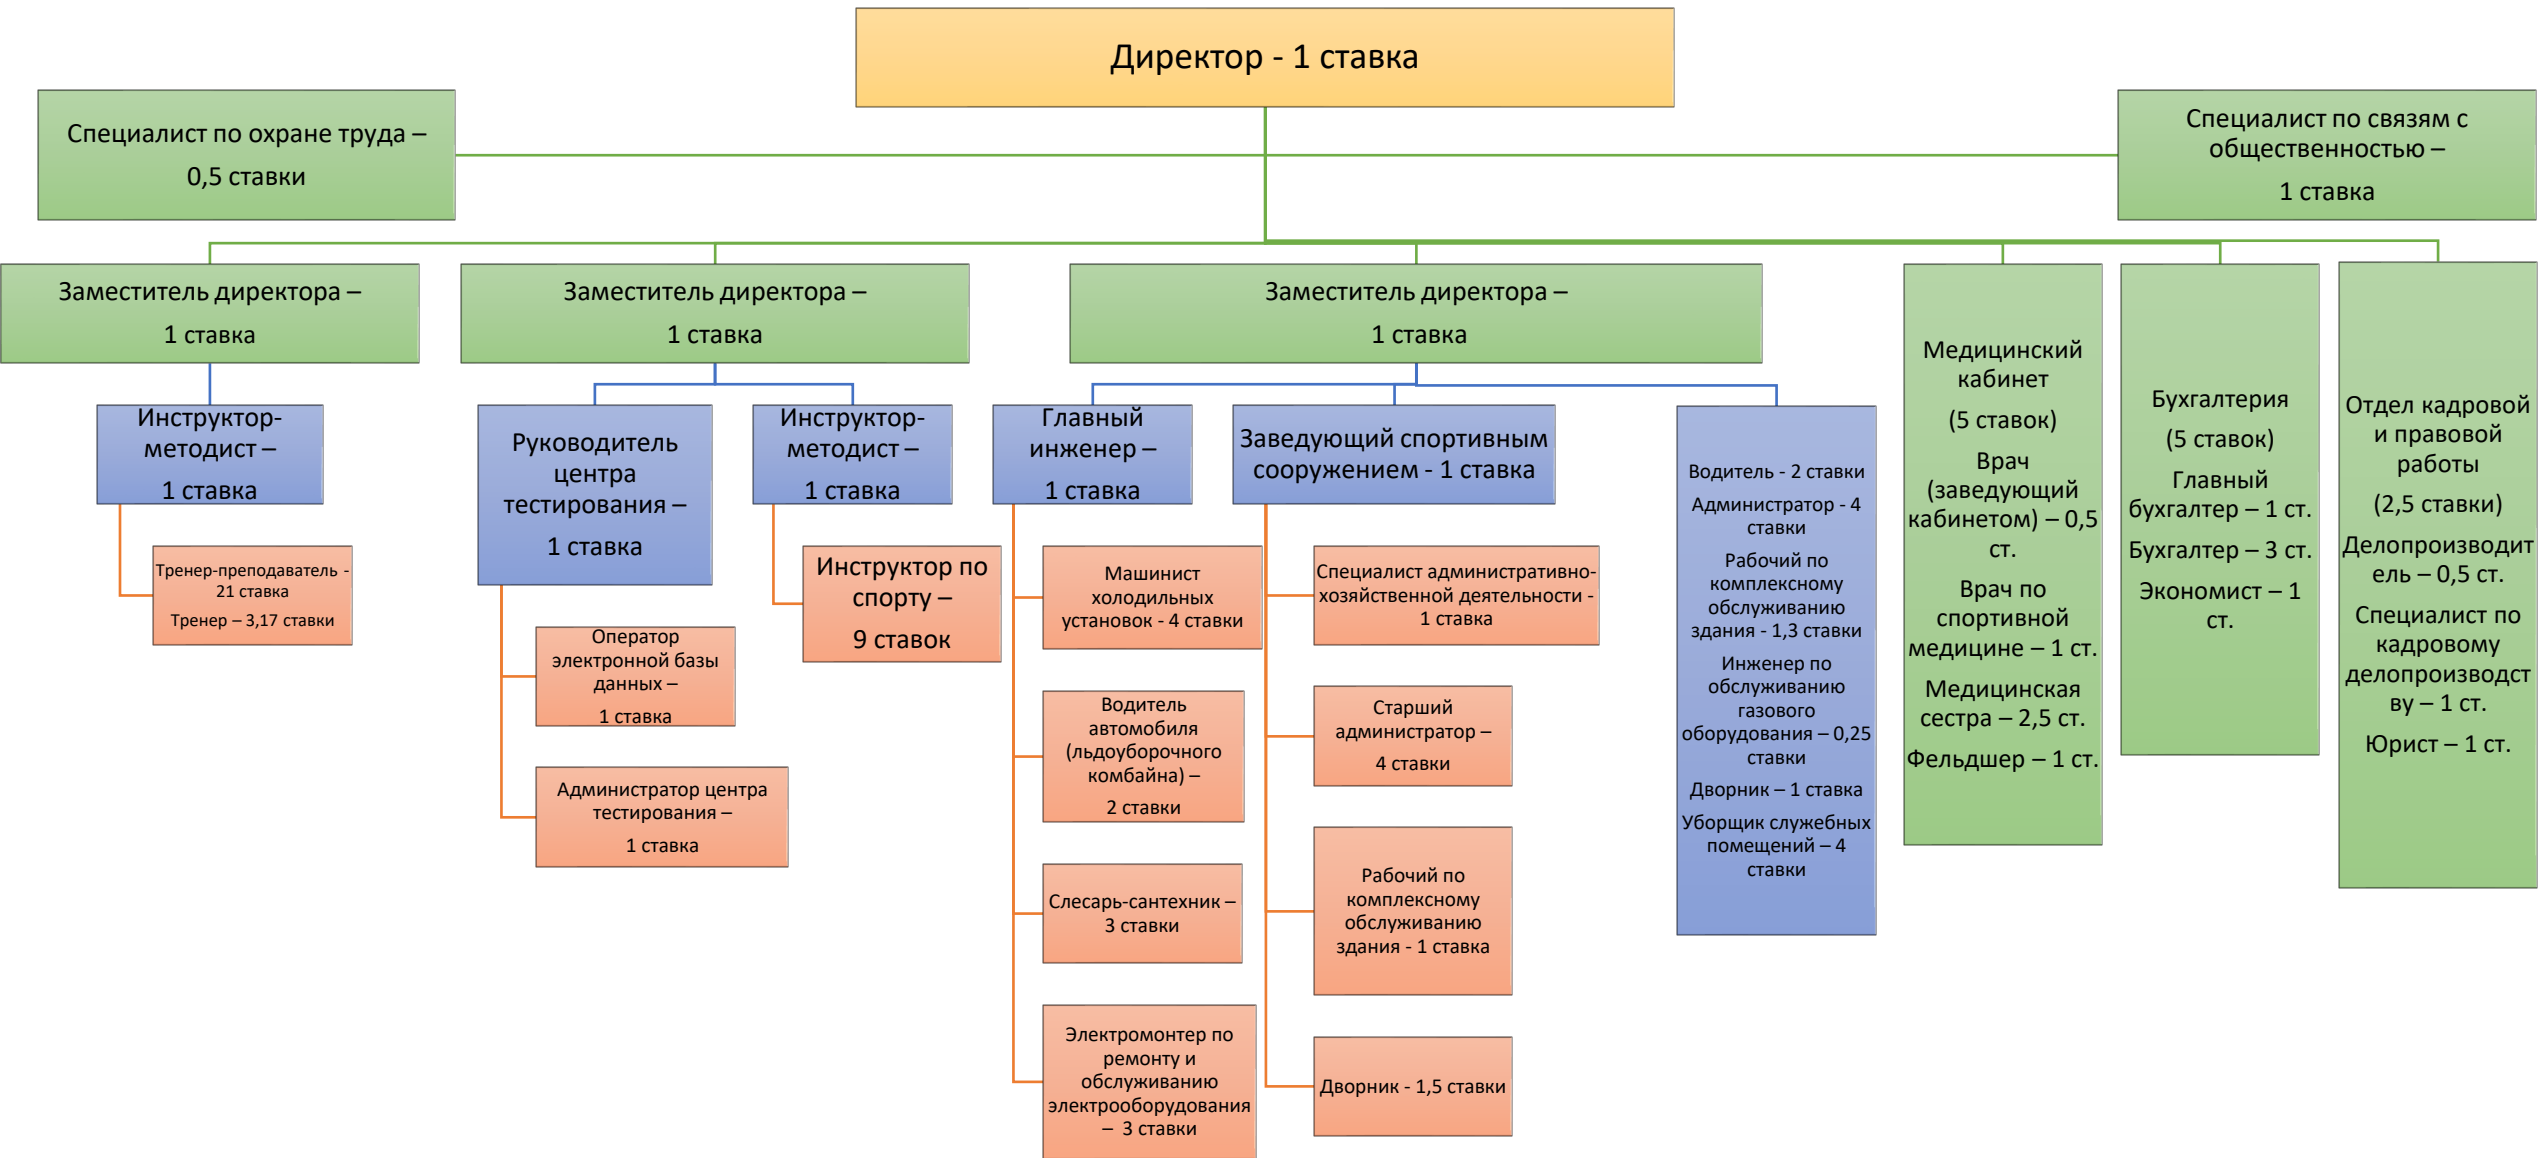 Директор - 1 ставка
Специалист по охране труда –
0,5 ставки
Специалист по связям с
общественностью –
1 ставка
Заместитель директора –
1 ставка
Заместитель директора –
1 ставка
Заместитель директора –
1 ставка
Инструктор-
методист –
1 ставка
Тренер-преподаватель -
21 ставка
Тренер – 3,17 ставки
Руководитель
центра
тестирования –
1 ставка
Оператор
электронной базы
данных –
1 ставка
Администратор центра
тестирования –
1 ставка
Инструктор-
методист –
1 ставка
Инструктор по
спорту –
9 ставок
Главный
инженер –
1 ставка
Машинист
холодильных
установок - 4 ставки
Водитель
автомобиля
(льдоуборочного
комбайна) –
2 ставки
Слесарь-сантехник –
3 ставки
Электромонтер по
ремонту и
обслуживанию
электрооборудования
– 3 ставки
Заведующий спортивным
сооружением - 1 ставка
Специалист административно-
хозяйственной деятельности -
1 ставка
Старший
администратор –
4 ставки
Рабочий по
комплексному
обслуживанию
здания - 1 ставка
Дворник - 1,5 ставки
Водитель - 2 ставки
Администратор - 4
ставки
Рабочий по
комплексному
обслуживанию
здания - 1,3 ставки
Инженер по
обслуживанию
газового
оборудования – 0,25
ставки
Дворник – 1 ставка
Уборщик служебных
помещений – 4
ставки
Медицинский
кабинет
(5 ставок)
Врач
(заведующий
кабинетом) – 0,5
ст.
Врач по
спортивной
медицине – 1 ст.
Медицинская
сестра – 2,5 ст.
Фельдшер – 1 ст.
Бухгалтерия
(5 ставок)
Главный
бухгалтер – 1 ст.
Бухгалтер – 3 ст.
Экономист – 1
ст.
Отдел кадровой
и правовой
работы
(2,5 ставки)
Делопроизводит
ель – 0,5 ст.
Специалист по
кадровому
делопроизводст
ву – 1 ст.
Юрист – 1 ст.